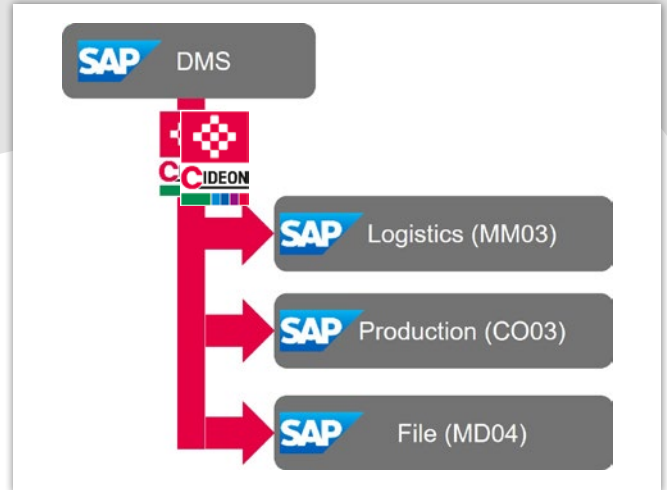 SAP DMS
C CIDEON
SAP Logistics (MM03)
SAP Production (CO03)
SAP File (MD04)